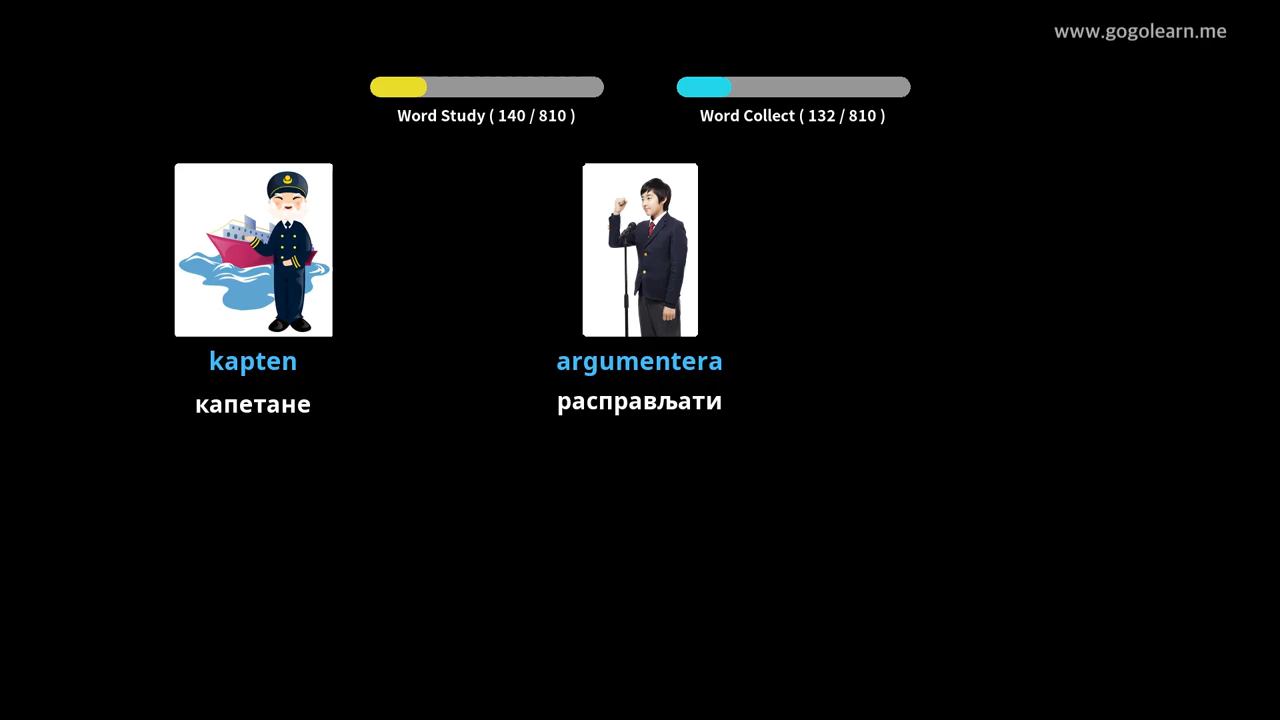 www.gogolearn.me
Word Study ( 140 / 810 )
Word Collect ( 132 / 810 )
kapten
argumentera
капетане
расправљати